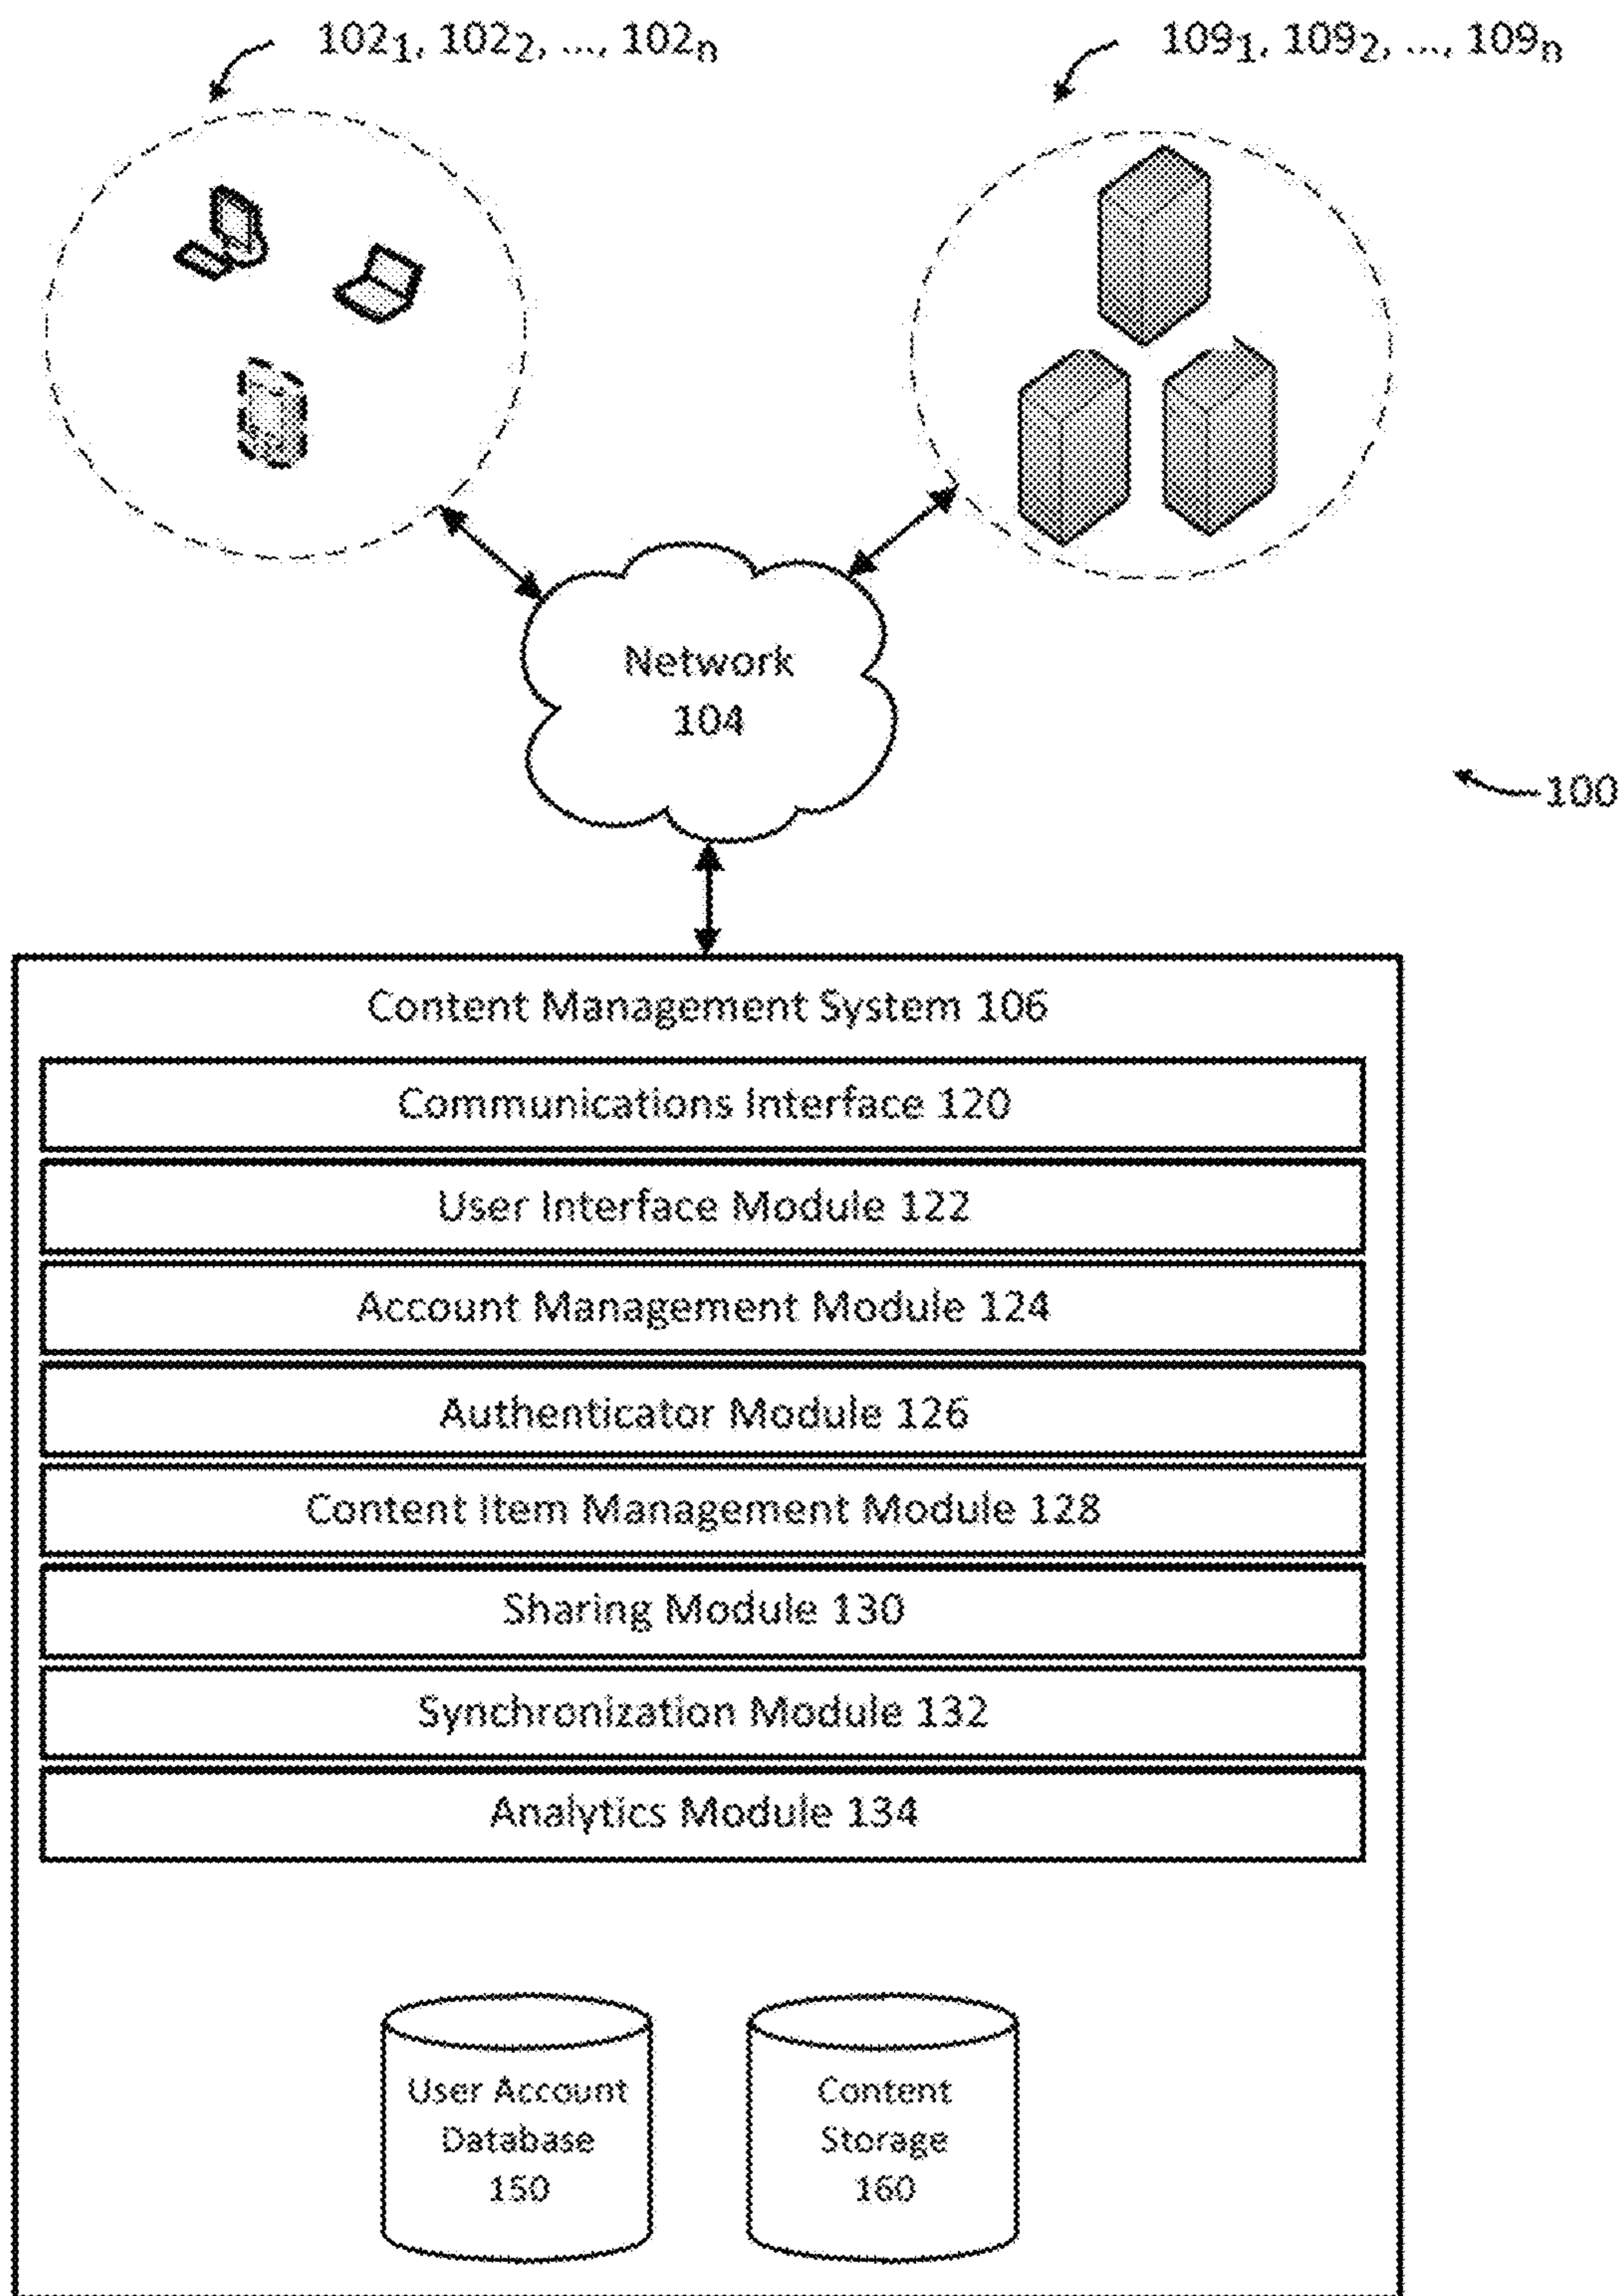 102₁, 102₂, ..., 102ₙ
109₁, 109₂, ..., 109ₙ
Network
104
100
Content Management System 106
Communications Interface 120
User Interface Module 122
Account Management Module 124
Authenticator Module 126
Content Item Management Module 128
Sharing Module 130
Synchronization Module 132
Analytics Module 134
User Account
Database
150
Content
Storage
160